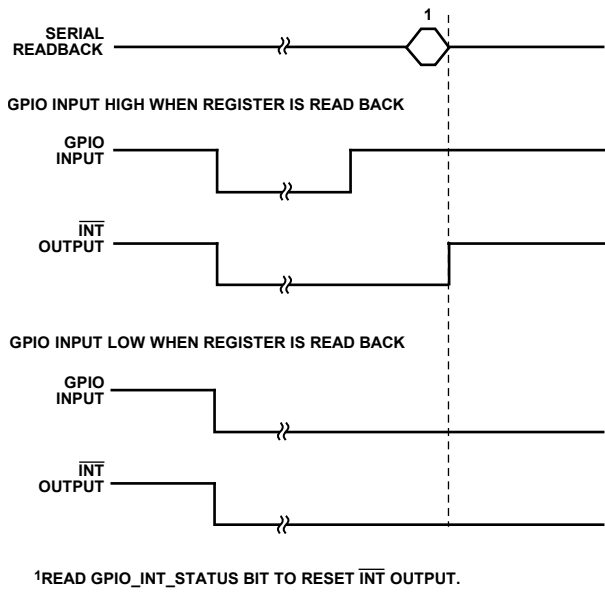 1
SERIAL
READBACK
GPIO INPUT HIGH WHEN REGISTER IS READ BACK
GPIO
INPUT
INT
OUTPUT
GPIO INPUT LOW WHEN REGISTER IS READ BACK
GPIO
INPUT
INT
OUTPUT
1READ GPIO_INT_STATUS BIT TO RESET INT OUTPUT.